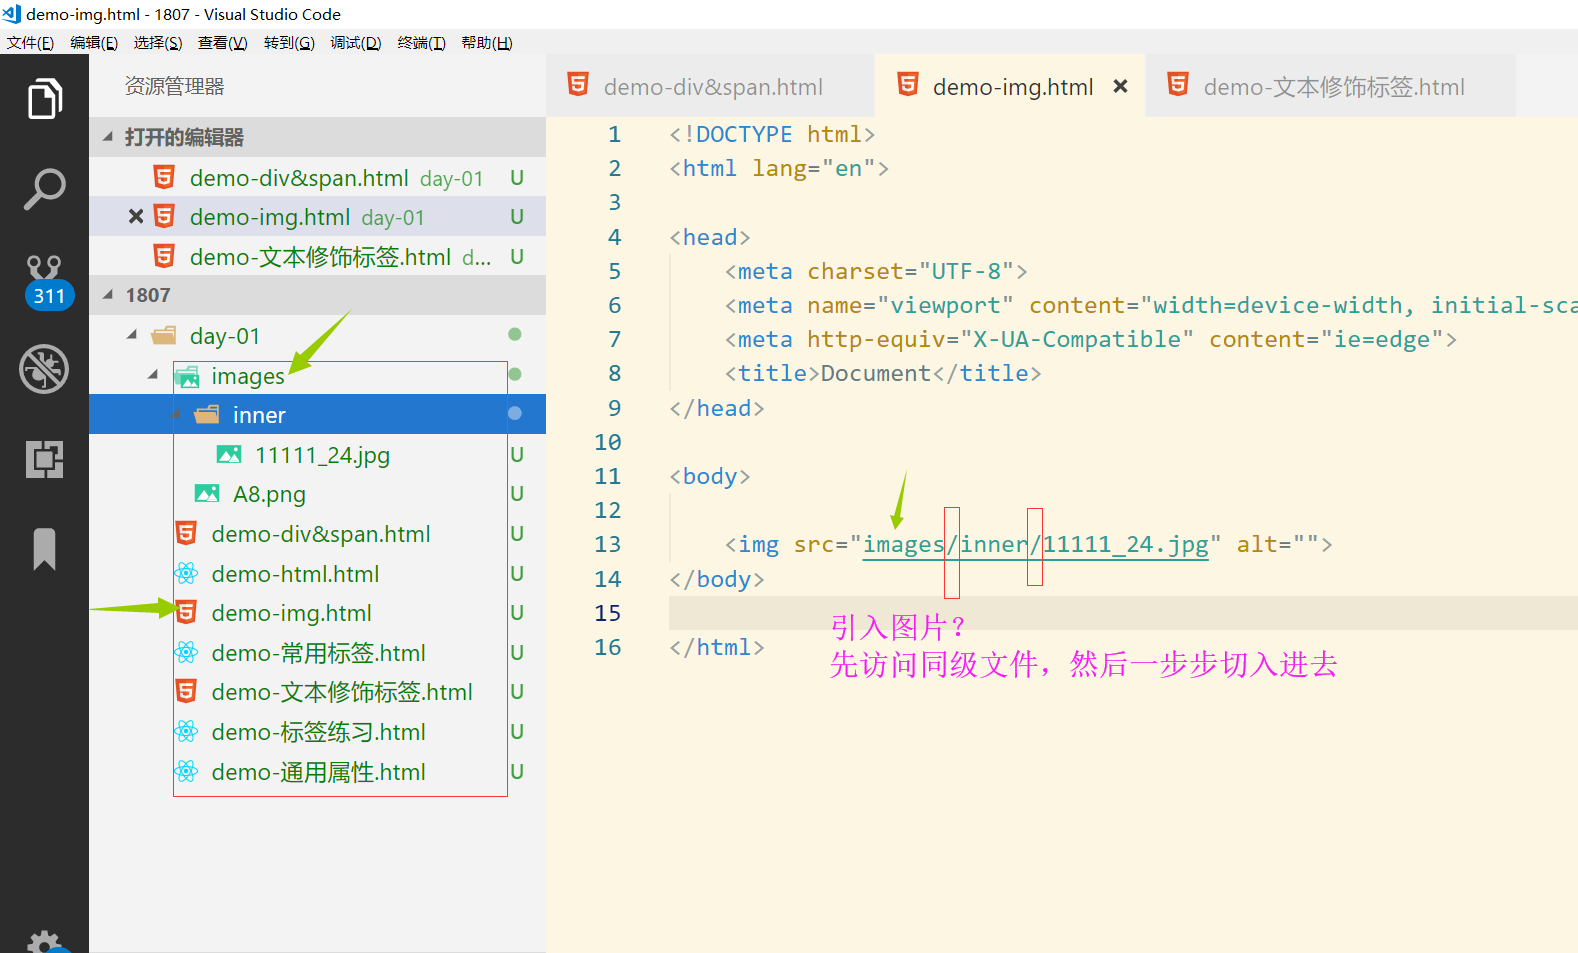 demo-img.html - 1807 - Visual Studio Code
文件(F) 编辑(E) 选择(S) 查看(V) 转到(G) 调试(D) 终端(T) 帮助(H)
资源管理器
打开的编辑器
demo-div&span.html day-01 U
demo-img.html day-01 U
demo-文本修饰标签.html d... U
311
1807
day-01
images
inner
11111_24.jpg U
A8.png U
demo-div&span.html U
demo-html.html U
demo-img.html U
demo-常用标签.html U
demo-文本修饰标签.html U
demo-标签练习.html U
demo-通用属性.html U
demo-div&span.html demo-img.html demo-文本修饰标签.html
1 <!DOCTYPE html>
2 <html lang="en">
3
4 <head>
5 <meta charset="UTF-8">
6 <meta name="viewport" content="width=device-width, initial-sca
7 <meta http-equiv="X-UA-Compatible" content="ie=edge">
8 <title>Document</title>
9 </head>
10
11 <body>
12
13 <img src="images/inner/11111_24.jpg" alt="">
14 </body>
15
16 </html>
引入图片？
先访问同级文件，然后一步步切入进去